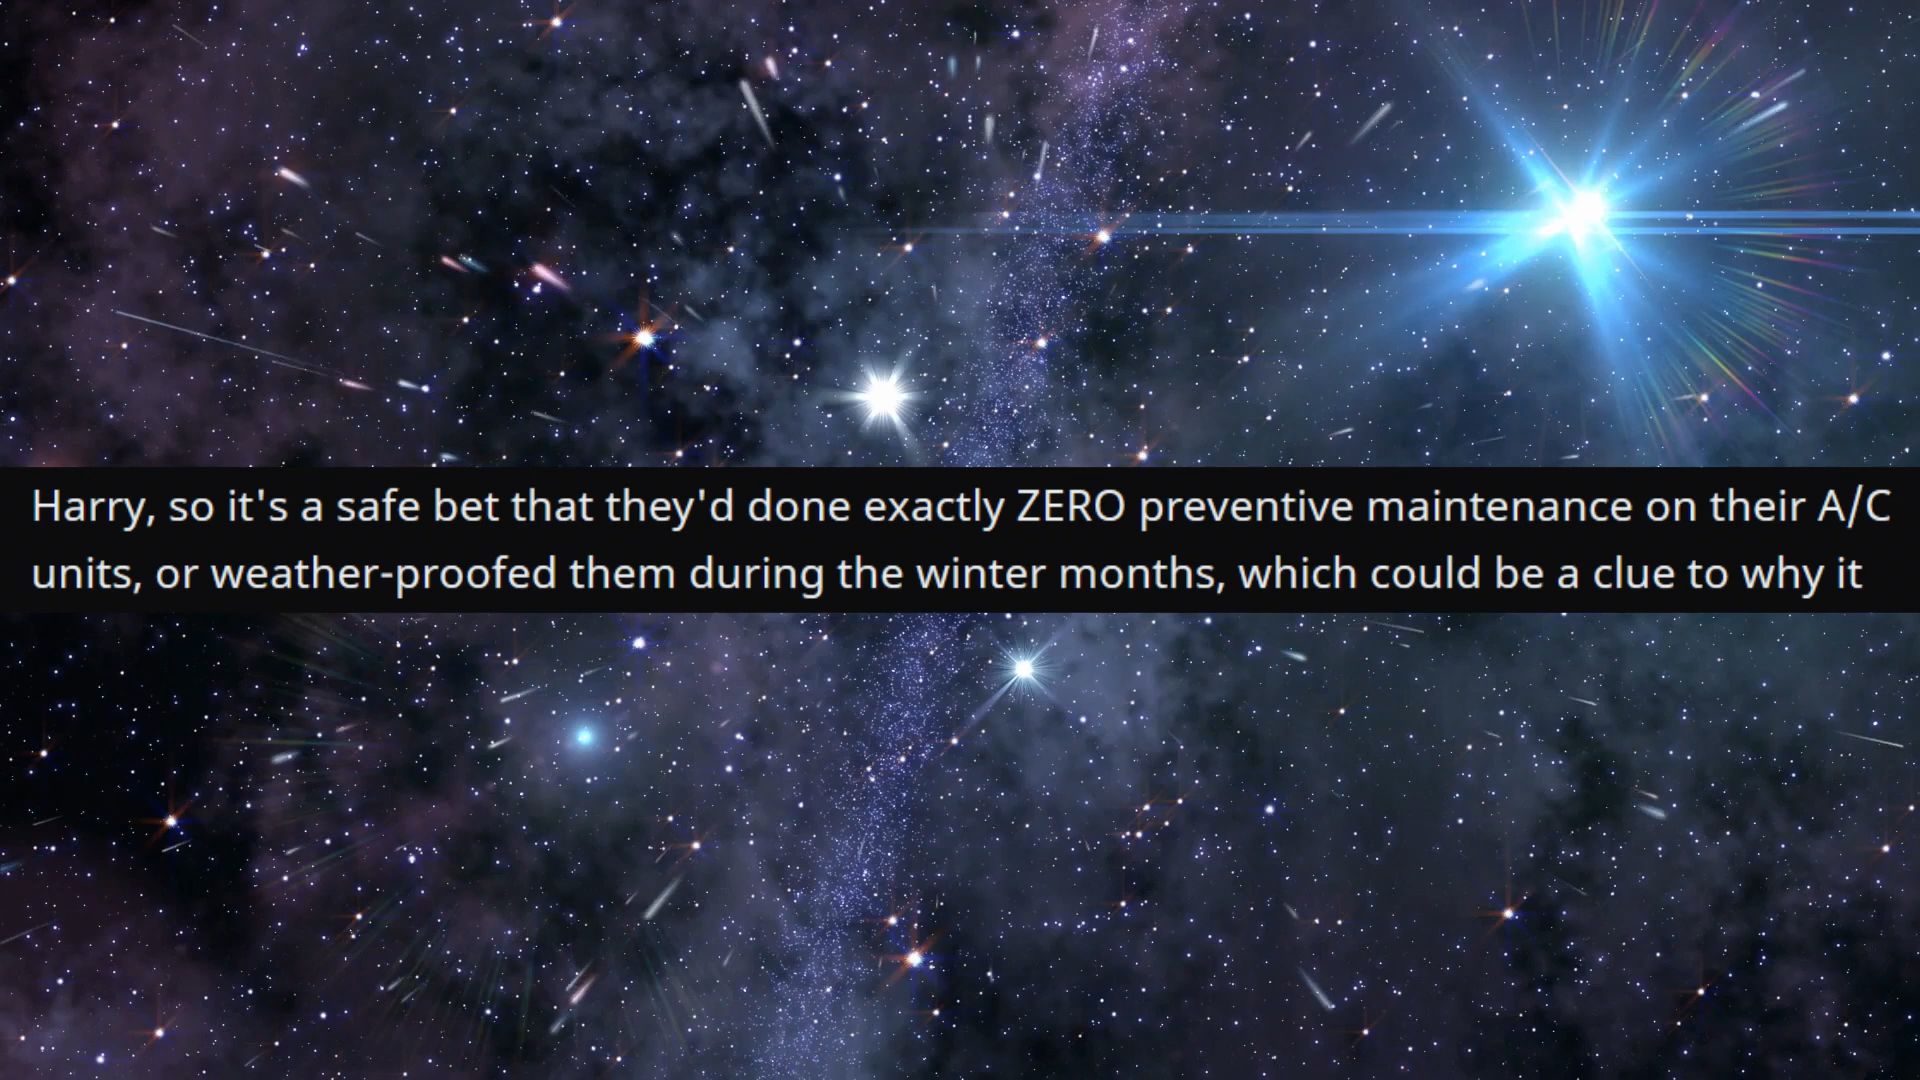 Harry, so it's a safe bet that they'd done exactly ZERO preventive maintenance on their A/C
units, or weather-proofed them during the winter months, which could be a clue to why it